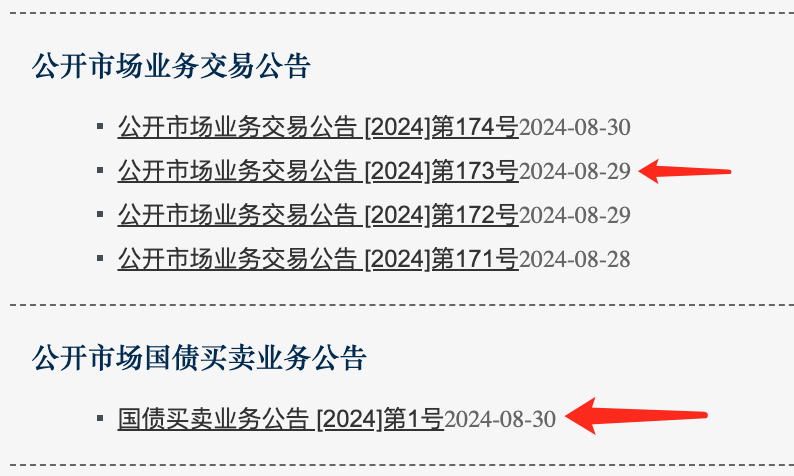 公开市场业务交易公告
公开市场业务交易公告 [2024]第174号2024-08-30
公开市场业务交易公告 [2024]第173号2024-08-29
公开市场业务交易公告 [2024]第172号2024-08-29
公开市场业务交易公告 [2024]第171号2024-08-28
公开市场国债买卖业务公告
国债买卖业务公告 [2024]第1号2024-08-30